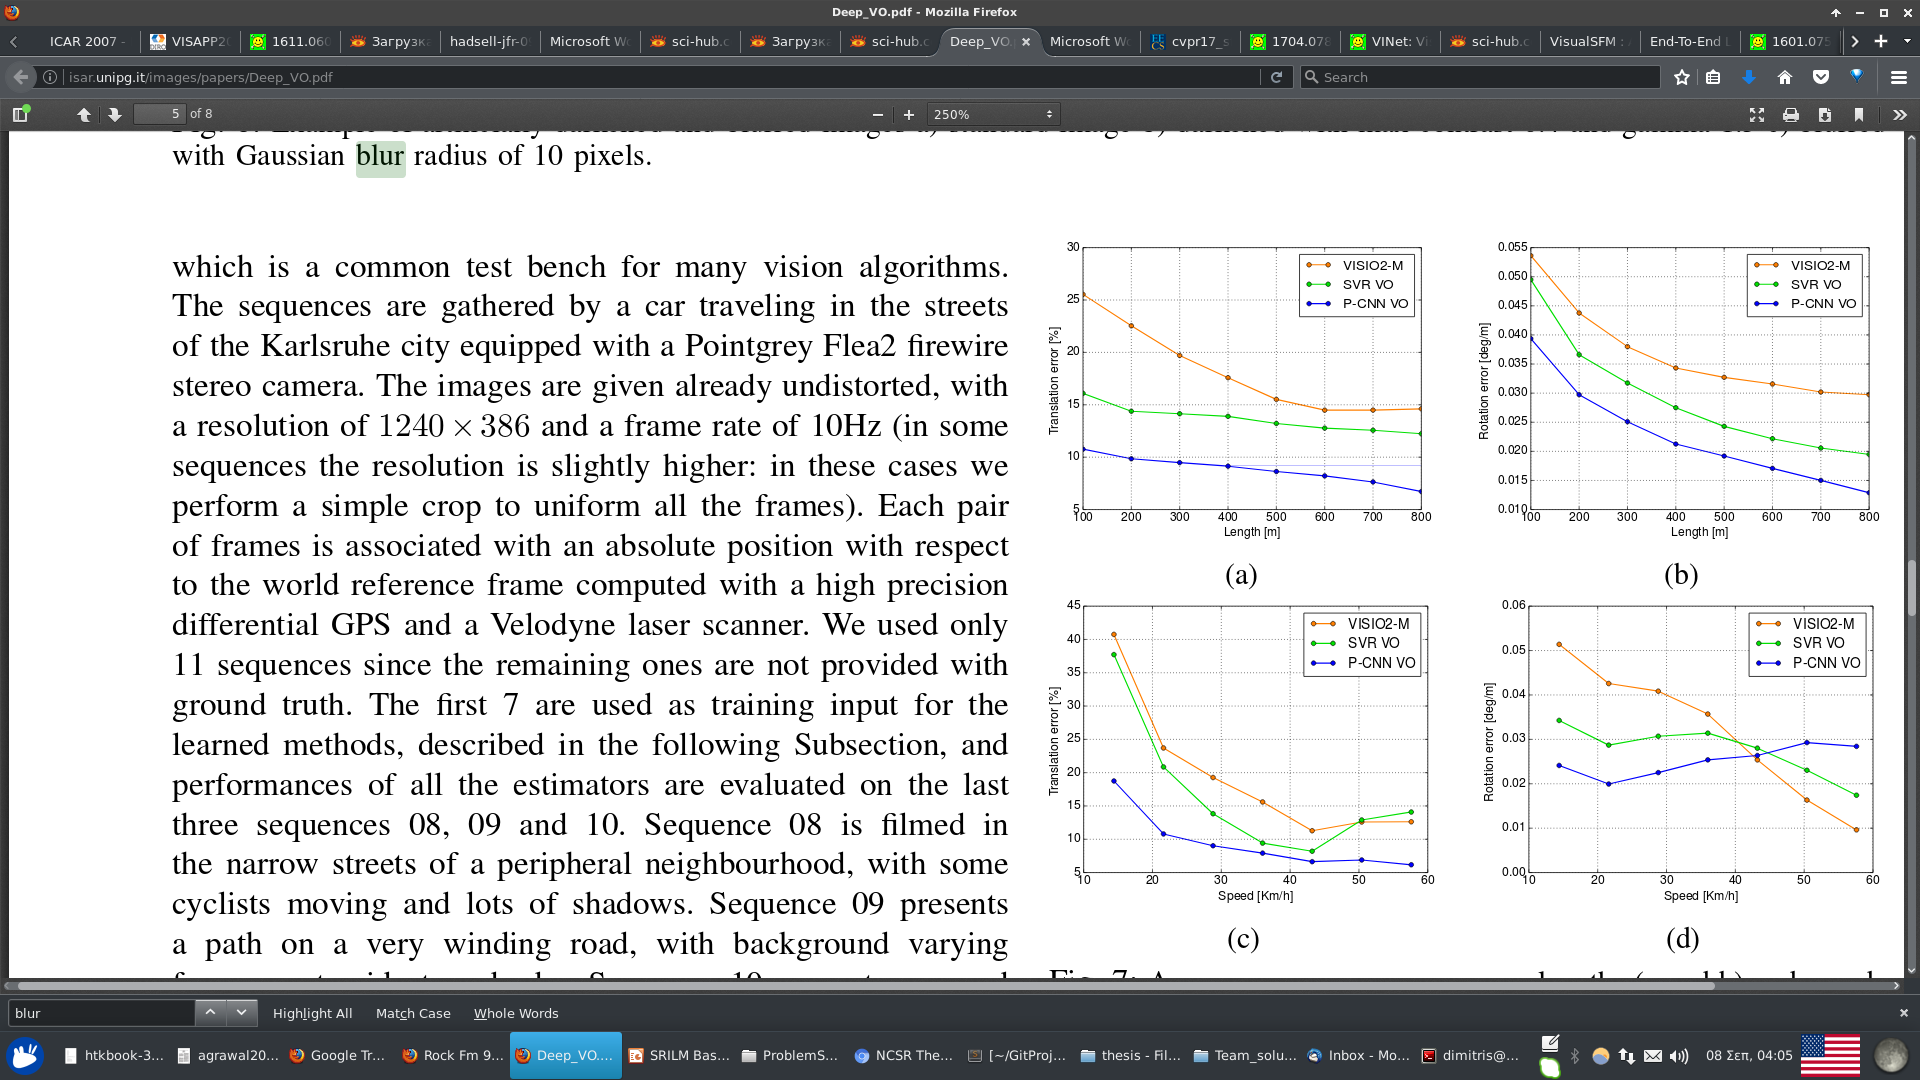 Deep_VO.pdf - Mozilla Firefox
ICAR 2007 -
VISAPP2
1611.06
Загрузк
hadsell-jfr-0
Microsoft Wo
sci-hub.c
Загрузк
sci-hub.c
Deep_VO.
Microsoft Wo
cvpr17_s
1704.078
VINet: Vi
sci-hub.c
VisualSFM :
End-To-End L
1601.075
isar.unipg.it/images/papers/Deep_VO.pdf
Search
5 of 8
250%
with Gaussian blur radius of 10 pixels.
which is a common test bench for many vision algorithms.
The sequences are gathered by a car traveling in the streets
of the Karlsruhe city equipped with a Pointgrey Flea2 firewire
stereo camera. The images are given already undistorted, with
a resolution of 1240 × 386 and a frame rate of 10Hz (in some
sequences the resolution is slightly higher: in these cases we
perform a simple crop to uniform all the frames). Each pair
of frames is associated with an absolute position with respect
to the world reference frame computed with a high precision
differential GPS and a Velodyne laser scanner. We used only
11 sequences since the remaining ones are not provided with
ground truth. The first 7 are used as training input for the
learned methods, described in the following Subsection, and
performances of all the estimators are evaluated on the last
three sequences 08, 09 and 10. Sequence 08 is filmed in
the narrow streets of a peripheral neighbourhood, with some
cyclists moving and lots of shadows. Sequence 09 presents
a path on a very winding road, with background varying
30
25
20
15
10
5
Translation error [%]
VISIO2-M
SVR VO
P-CNN VO
100 200 300 400 500 600 700 800
Length [m]
(a)
0.055
0.050
0.045
0.040
0.035
0.030
0.025
0.020
0.015
0.010
Rotation error [deg/m]
VISIO2-M
SVR VO
P-CNN VO
100 200 300 400 500 600 700 800
Length [m]
(b)
45
40
35
30
25
20
15
10
5
Translation error [%]
VISIO2-M
SVR VO
P-CNN VO
10 20 30 40 50 60
Speed [Km/h]
(c)
0.06
0.05
0.04
0.03
0.02
0.01
0.00
Rotation error [deg/m]
VISIO2-M
SVR VO
P-CNN VO
10 20 30 40 50 60
Speed [Km/h]
(d)
blur
Highlight All
Match Case
Whole Words
htkbook-3...
agrawal20...
Google Tr...
Rock Fm 9...
Deep_VO....
SRILM Bas...
ProblemS...
NCSR The...
[~/GitProj...
thesis - Fil...
Team_solu...
Inbox - Mo...
dimitris@...
08 Σεπ, 04:05